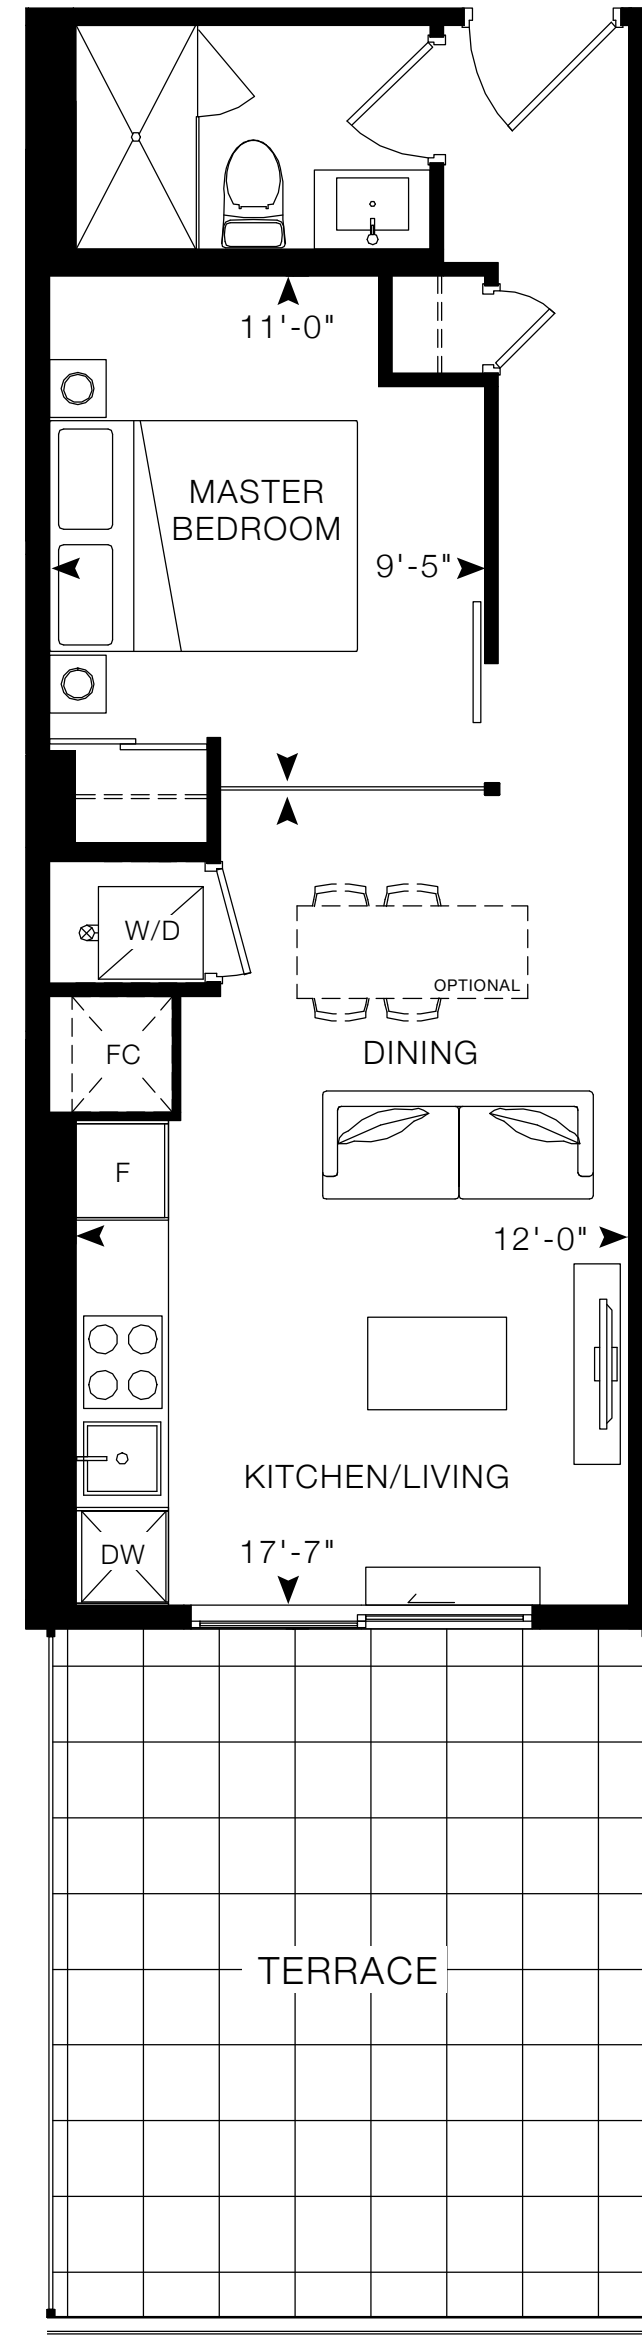 11'-0"
MASTER
BEDROOM
9'-5"
W/D
OPTIONAL
DINING
FC
F
12'-0"
KITCHEN/LIVING
DW
17'-7"
TERRACE